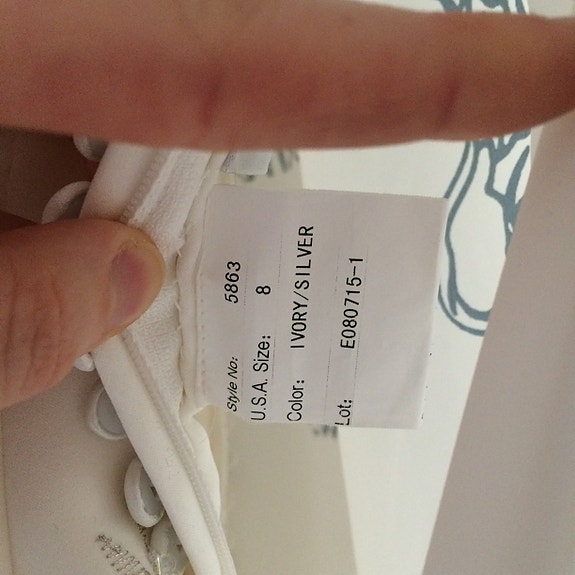 Style No: 5863
U.S.A. Size: 8
Color: IVORY/SILVER
Lot: E080715-1